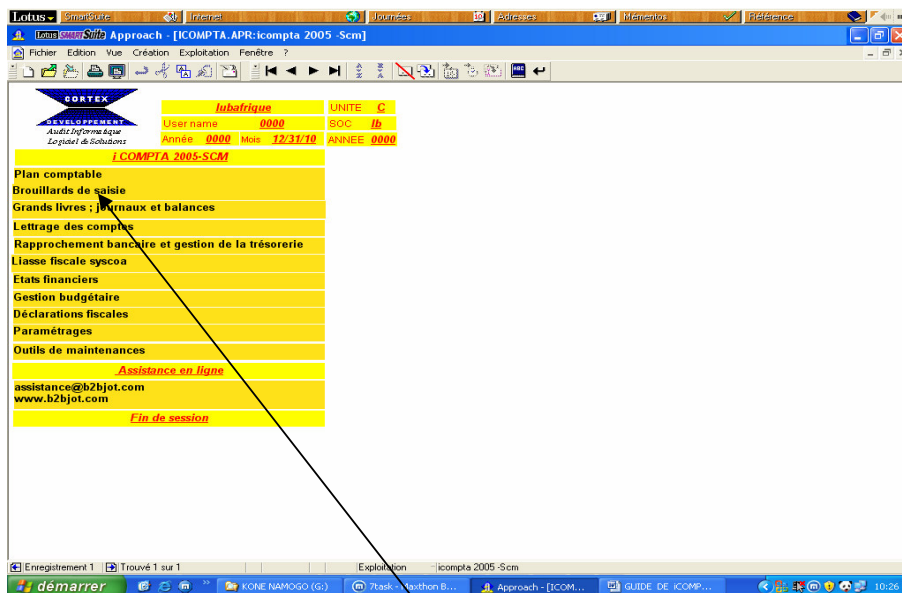 Lotus SmartSuite Internet Journées Adresses Mémentos Référence
Lotus SMARTSuite Approach - [ICOMPTA.APR:icompta 2005 -Scm]
Fichier Edition Vue Création Exploitation Fenêtre ?
CORTEX
DEVELOPPEMENT
Audit Informatique
Logiciel & Solutions
lubafrique UNITE C
User name 0000 SOC lb
Année 0000 Mois 12/31/10 ANNEE 0000
i COMPTA 2005-SCM
Plan comptable
Brouillards de saisie
Grands livres ; journaux et balances
Lettrage des comptes
Rapprochement bancaire et gestion de la trésorerie
Liasse fiscale syscoa
Etats financiers
Gestion budgétaire
Déclarations fiscales
Paramétrages
Outils de maintenances
Assistance en ligne
assistance@b2bjot.com
www.b2bjot.com
Fin de session
Enregistrement 1 Trouvé 1 sur 1 Exploitation icompta 2005 -Scm
démarrer KONE NAMOGO (G:) 7task - Maxthon B... Approach - [ICOM... GUIDE DE iCOMP... 10:26